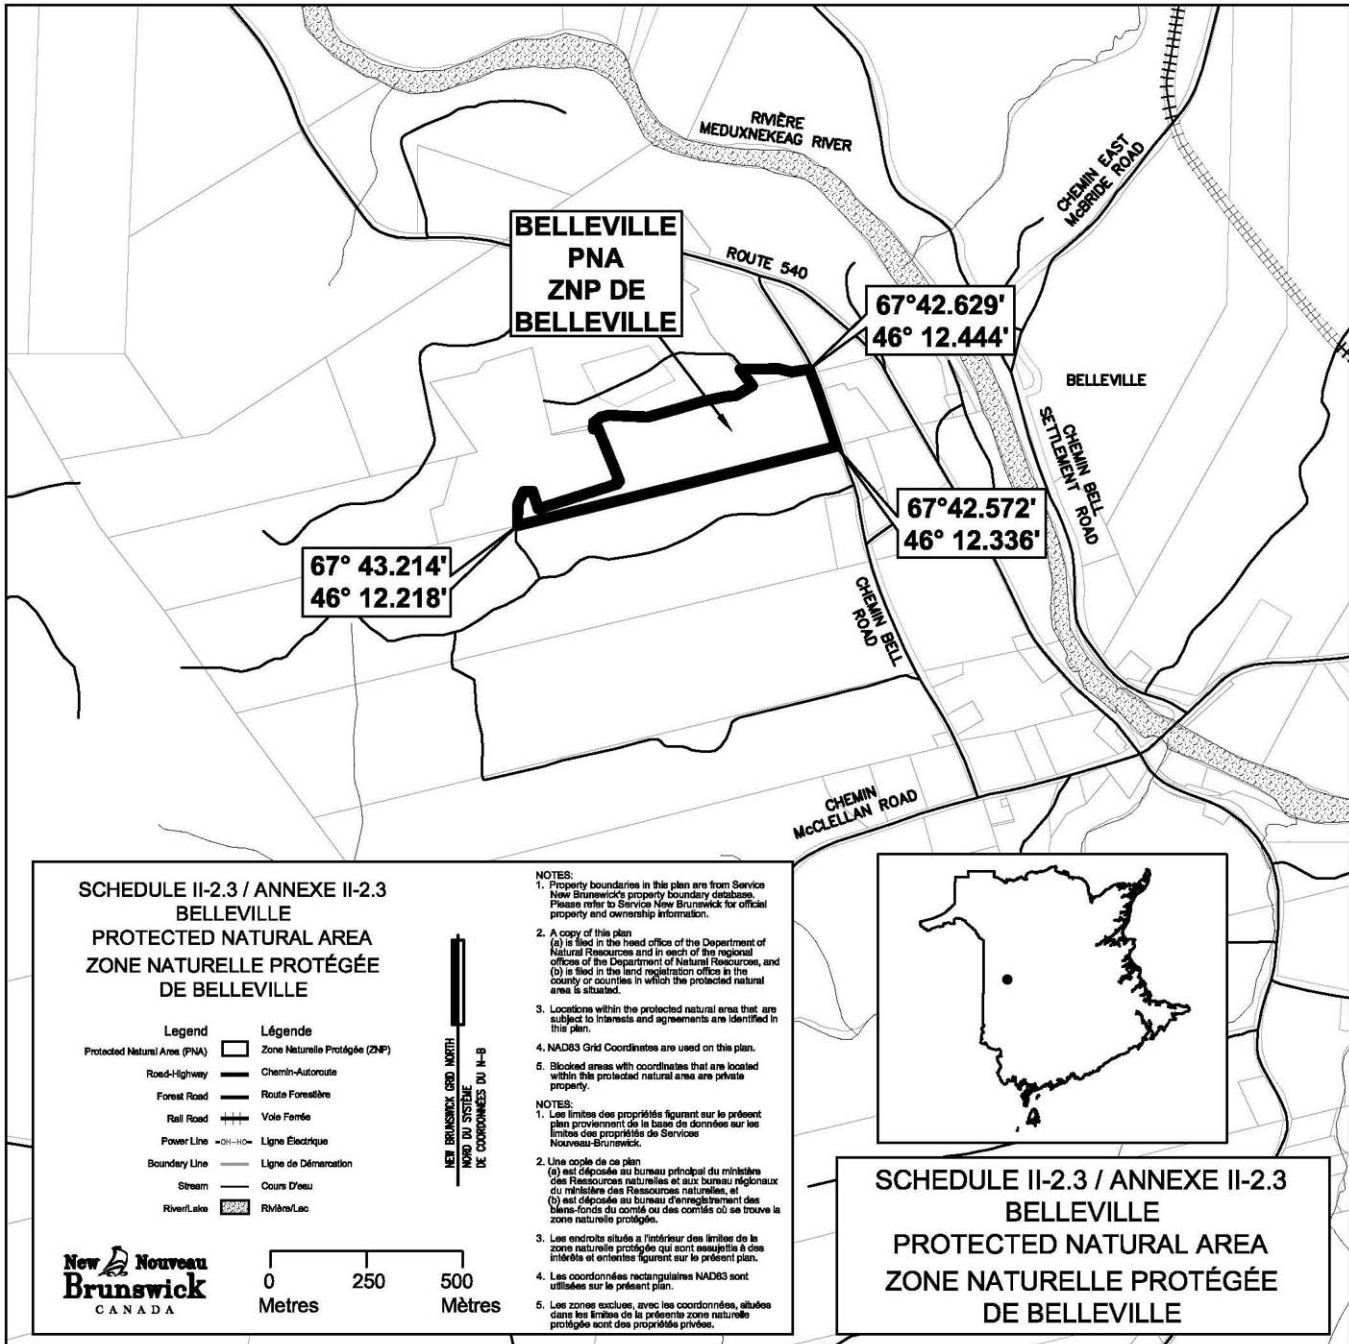 RIVIÈRE
MEDUXNEKEAG RIVER
CHEMIN EAST
McBRIDE ROAD
BELLEVILLE
PNA
ZNP DE
BELLEVILLE
ROUTE 540
67°42.629'
46° 12.444'
BELLEVILLE
CHEMIN BELL
SETTLEMENT ROAD
67°42.572'
46° 12.336'
67° 43.214'
46° 12.218'
CHEMIN BELL
ROAD
CHEMIN
McCLELLAN ROAD
SCHEDULE II-2.3 / ANNEXE II-2.3
BELLEVILLE
PROTECTED NATURAL AREA
ZONE NATURELLE PROTÉGÉE
DE BELLEVILLE
Legend Légende
Protected Natural Area (PNA) Zone Naturelle Protégée (ZNP)
Road-Highway Chemin-Autoroute
Forest Road Route Forestière
Rail Road Voie Ferrée
Power Line -OH-HO- Ligne Électrique
Boundary Line Ligne de Démarcation
Stream Cours D'eau
River/Lake Rivière/Lac
NEW BRUNSWICK GRID NORTH
NORD DU SYSTÈME
DE COORDONNÉES DU N-B
New Nouveau
Brunswick
CANADA
0 250 500
Metres Mètres
NOTES:
1. Property boundaries in this plan are from Service
New Brunswick's property boundary database.
Please refer to Service New Brunswick for official
property and ownership information.
2. A copy of this plan
(a) is filed in the head office of the Department of
Natural Resources and in each of the regional
offices of the Department of Natural Resources, and
(b) is filed in the land registration office in the
county or counties in which the protected natural
area is situated.
3. Locations within the protected natural area that are
subject to interests and agreements are identified in
this plan.
4. NAD83 Grid Coordinates are used on this plan.
5. Blocked areas with coordinates that are located
within this protected natural area are private
property.
NOTES:
1. Les limites des propriétés figurant sur le présent
plan proviennent de la base de données sur les
limites des propriétés de Services
Nouveau-Brunswick.
2. Une copie de ce plan
(a) est déposée au bureau principal du ministère
des Ressources naturelles et aux bureau régionaux
du ministère des Ressources naturelles, et
(b) est déposée au bureau d'enregistrement des
biens-fonds du comté ou des comtés où se trouve la
zone naturelle protégée.
3. Les endroits situés a l'intérieur des limites de la
zone naturelle protégée qui sont assujettis à des
intérêts et ententes figurent sur le présent plan.
4. Les coordonnées rectangulaires NAD83 sont
utilisées sur le présent plan.
5. Les zones exclues, avec les coordonnées, situées
dans les limites de la présente zone naturelle
protégée sont des propriétés privées.
SCHEDULE II-2.3 / ANNEXE II-2.3
BELLEVILLE
PROTECTED NATURAL AREA
ZONE NATURELLE PROTÉGÉE
DE BELLEVILLE